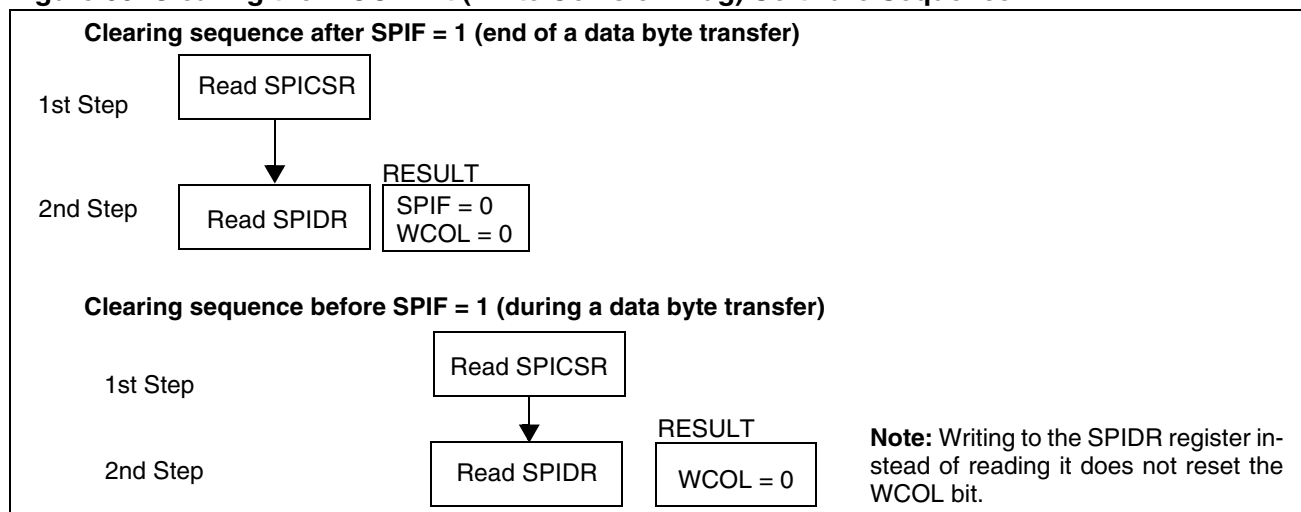 Clearing sequence after SPIF = 1 (end of a data byte transfer)
1st Step
Read SPICSR
RESULT
2nd Step
Read SPIDR
SPIF = 0
WCOL = 0
Clearing sequence before SPIF = 1 (during a data byte transfer)
1st Step
Read SPICSR
RESULT
2nd Step
Read SPIDR
WCOL = 0
Note: Writing to the SPIDR register in-
stead of reading it does not reset the
WCOL bit.